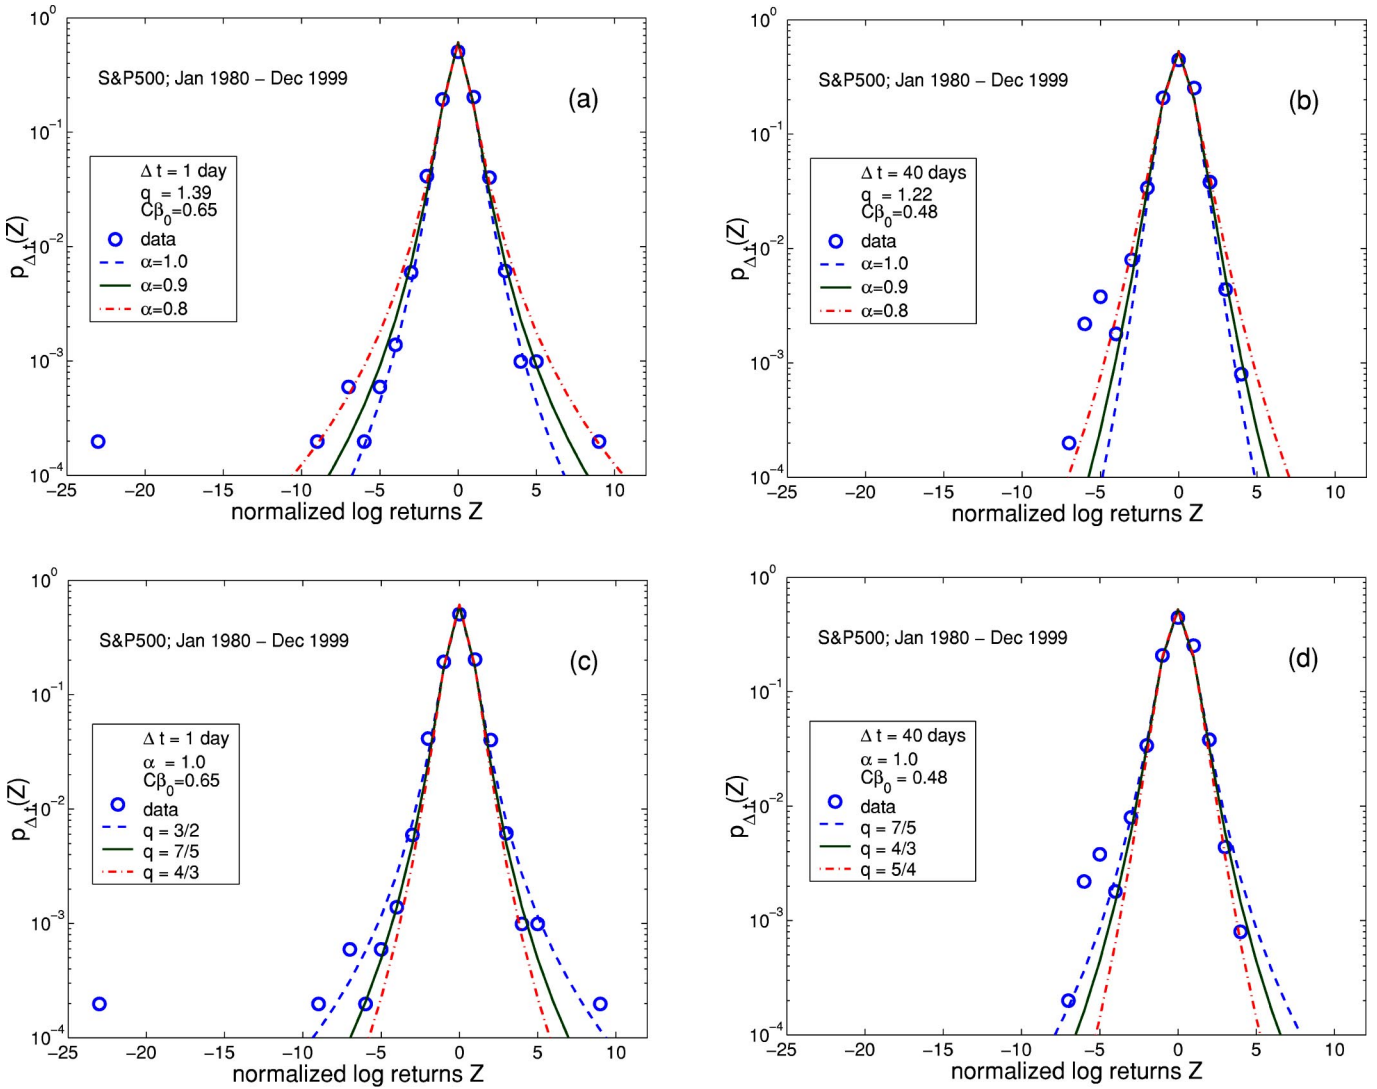 10⁰
S&P500; Jan 1980 – Dec 1999
(a)
10⁻¹
Δ t = 1 day
q = 1.39
Cβ₀=0.65
data
α=1.0
α=0.9
α=0.8
10⁻²
10⁻³
10⁻⁴
p_Δt(Z)
−25 −20 −15 −10 −5 0 5 10
normalized log returns Z
10⁰
S&P500; Jan 1980 – Dec 1999
(b)
10⁻¹
Δ t = 40 days
q = 1.22
Cβ₀=0.48
data
α=1.0
α=0.9
α=0.8
10⁻²
10⁻³
10⁻⁴
p_Δt(Z)
−25 −20 −15 −10 −5 0 5 10
normalized log returns Z
10⁰
S&P500; Jan 1980 – Dec 1999
(c)
10⁻¹
Δ t = 1 day
α = 1.0
Cβ₀=0.65
data
q = 3/2
q = 7/5
q = 4/3
10⁻²
10⁻³
10⁻⁴
p_Δt(Z)
−25 −20 −15 −10 −5 0 5 10
normalized log returns Z
10⁰
S&P500; Jan 1980 – Dec 1999
(d)
10⁻¹
Δ t = 40 days
α = 1.0
Cβ₀ = 0.48
data
q = 7/5
q = 4/3
q = 5/4
10⁻²
10⁻³
10⁻⁴
p_Δt(Z)
−25 −20 −15 −10 −5 0 5 10
normalized log returns Z